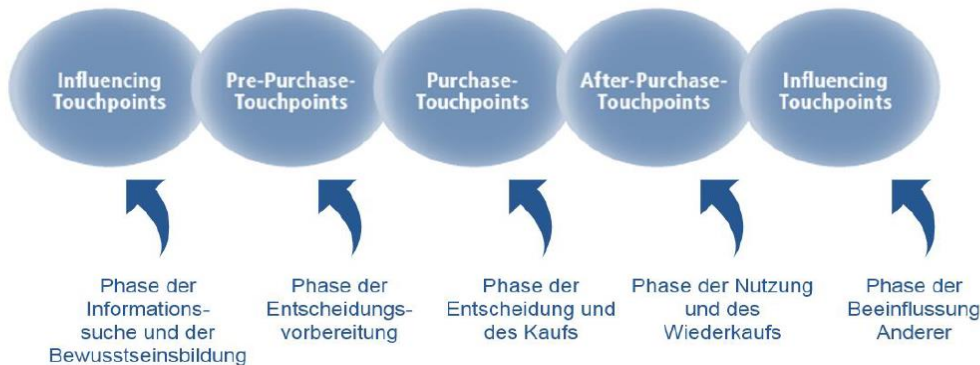 Influencing
Touchpoints
Pre-Purchase-
Touchpoints
Purchase-
Touchpoints
After-Purchase-
Touchpoints
Influencing
Touchpoints
Phase der
Informations-
suche und der
Bewusstseinsbildung
Phase der
Entscheidungs-
vorbereitung
Phase der
Entscheidung und
des Kaufs
Phase der Nutzung
und des
Wiederkaufs
Phase der
Beeinflussung
Anderer